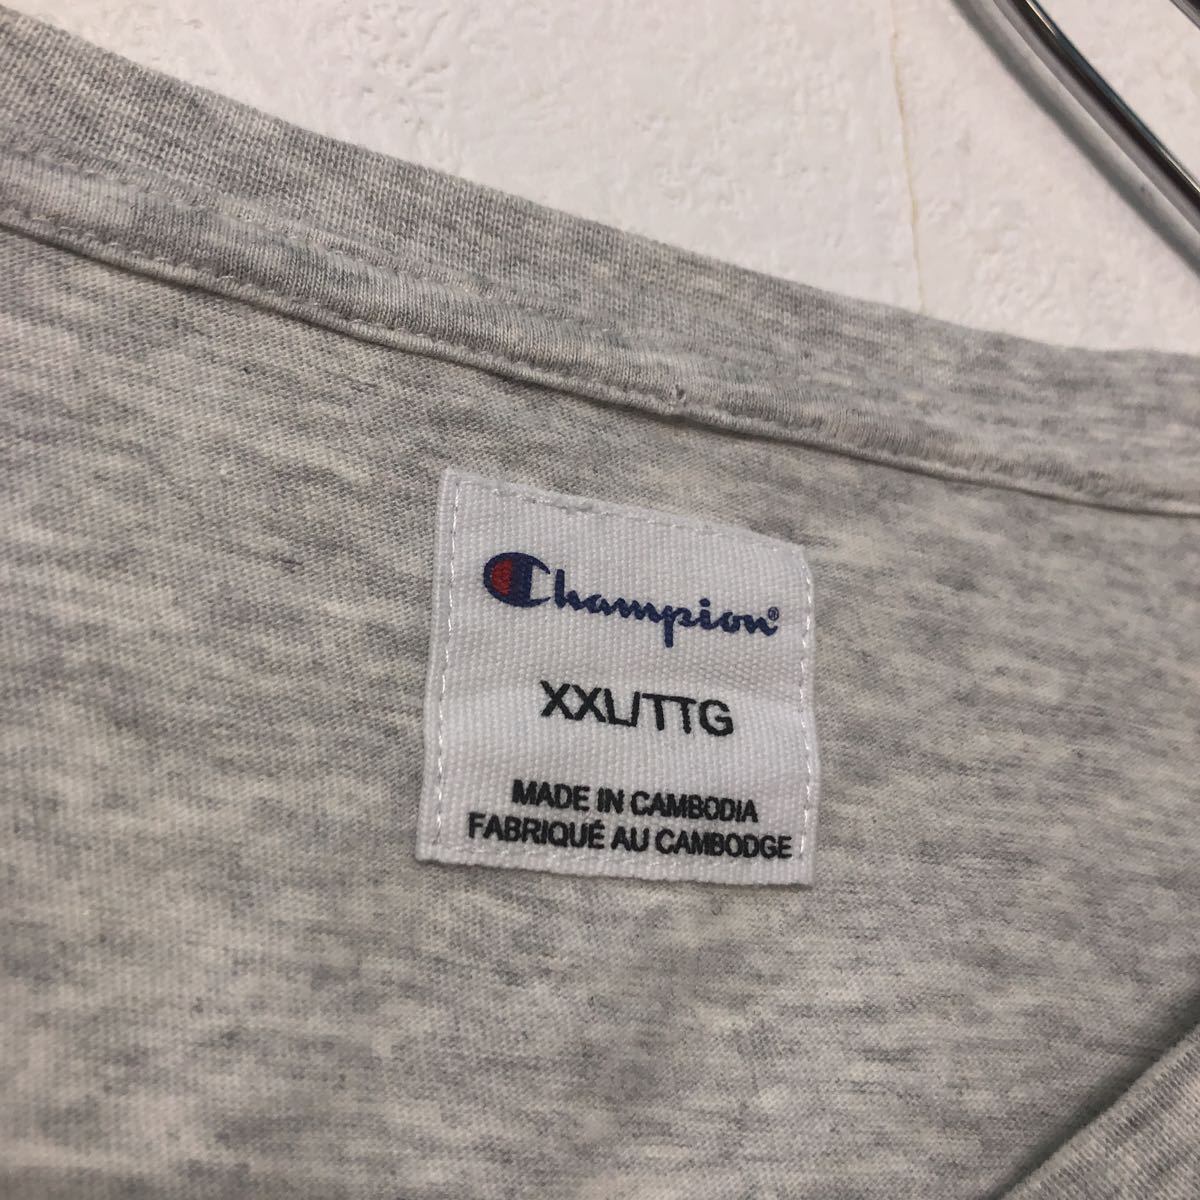 Champion®
XXL/TTG
MADE IN CAMBODIA
FABRIQUÉ AU CAMBODGE